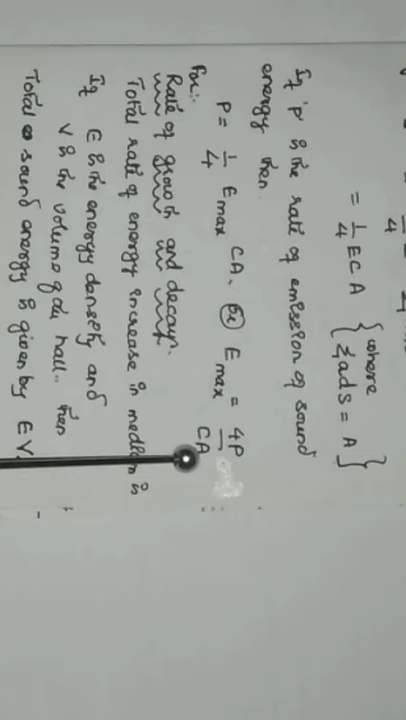 = 1/4 ECA { where ∑ads = A }
If 'P' is the rate of emission of sound
energy then
P = 1/4 Emax CA. (or) Emax = 4P/CA
For:-
Rate of growth and decay:
Total rate of energy increase in medium is
If E is the energy density and
V is the volume of the hall. then
Total sound energy is given by EV.